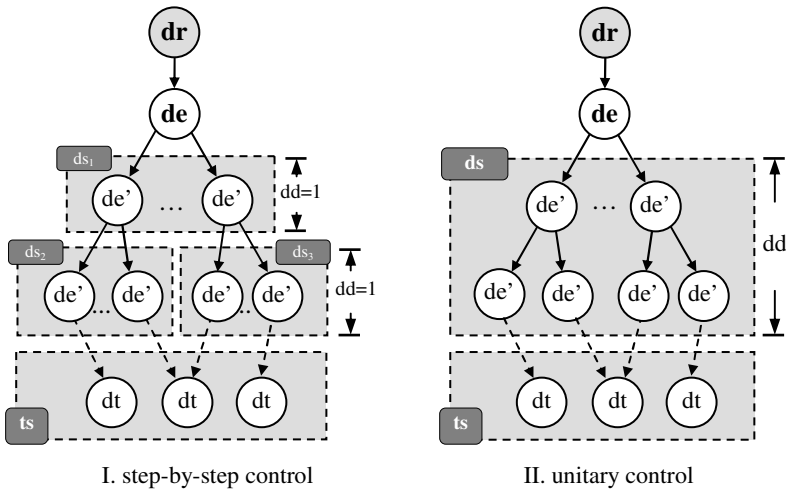 dr dr
de de
ds₁ ds
de’ ... de’ dd=1 de’ ... de’
ds₂ ds₃ dd
de’ ... de’ de’ .. de’ dd=1 de’ de’ de’ de’
dt dt dt dt dt dt
ts ts
I. step-by-step control II. unitary control